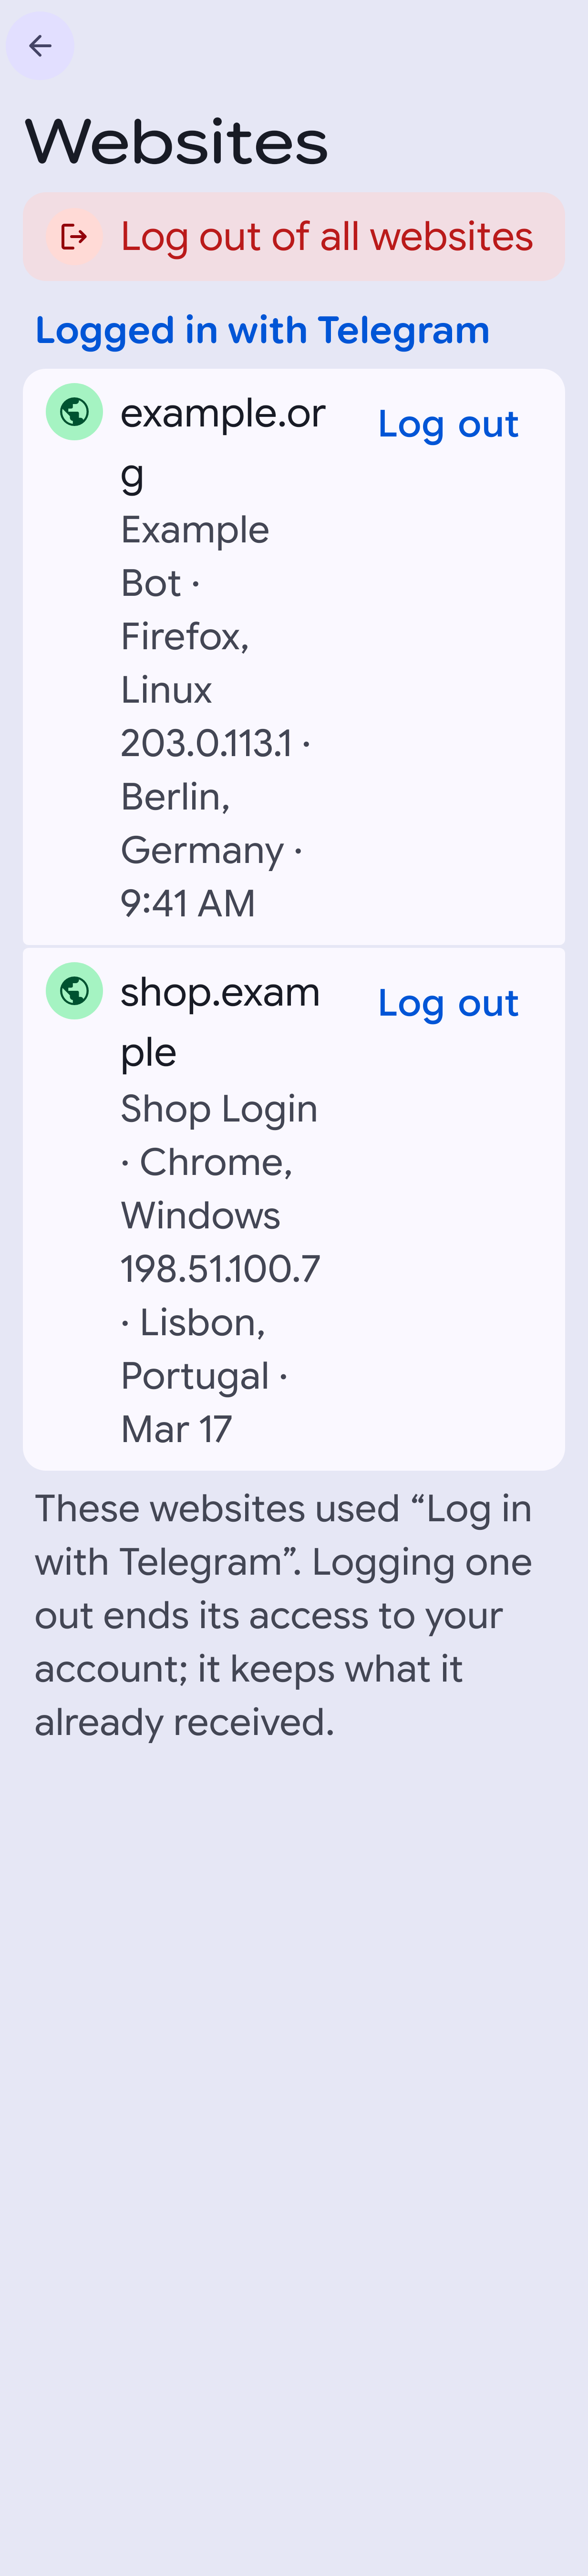 Websites
Log out of all websites
Logged in with Telegram
example.or
g
Log out
Example
Bot ·
Firefox,
Linux
203.0.113.1 ·
Berlin,
Germany ·
9:41 AM
shop.exam
ple
Log out
Shop Login
· Chrome,
Windows
198.51.100.7
· Lisbon,
Portugal ·
Mar 17
These websites used “Log in
with Telegram”. Logging one
out ends its access to your
account; it keeps what it
already received.